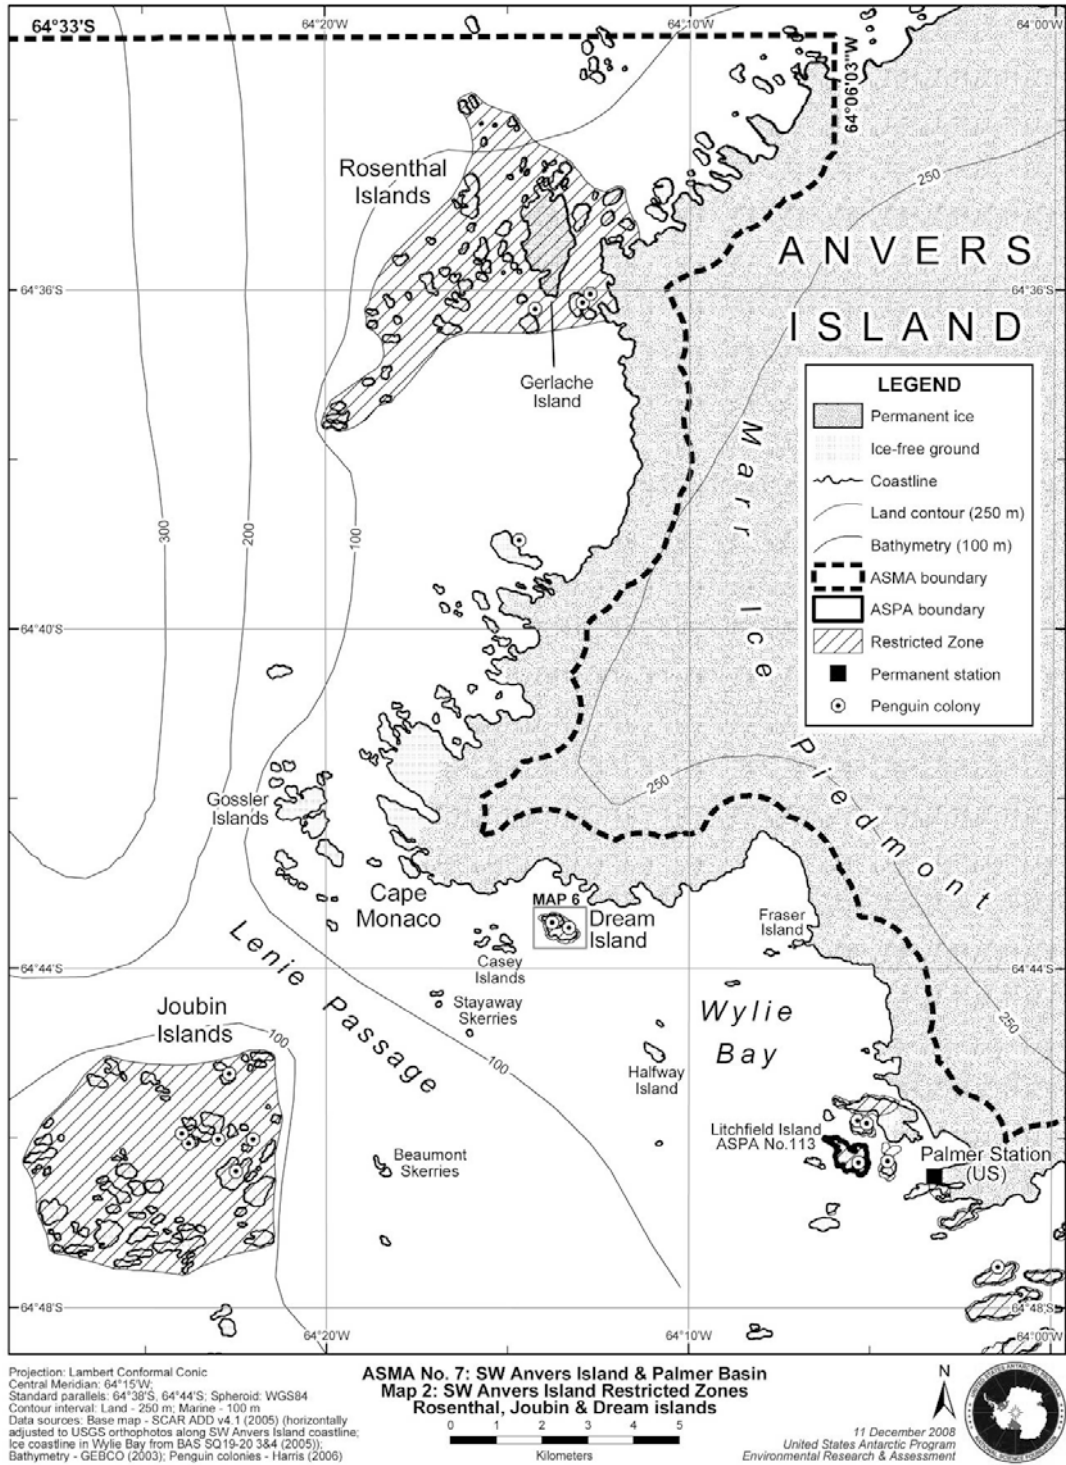 64°20'W
64°10'W
64°00'W
64°33'S
64°06'03"W
Rosenthal
Islands
250
ANVERS
ISLAND
64°36'S
64°36'S
Gerlache
Island
LEGEND
Permanent ice
Ice-free ground
Coastline
Land contour (250 m)
Bathymetry (100 m)
ASMA boundary
ASPA boundary
Restricted Zone
Permanent station
Penguin colony
Marr Ice Piedmont
300
200
100
64°40'S
64°40'S
250
Gossler
Islands
Cape
Monaco
MAP 6
Dream
Island
Fraser
Island
Casey
Islands
64°44'S
64°44'S
Lenie Passage
Stayaway
Skerries
Wylie
Bay
250
Joubin
Islands
100
100
Halfway
Island
Litchfield Island
ASPA No.113
Beaumont
Skerries
Palmer Station
(US)
64°48'S
64°48'S
64°20'W
64°10'W
64°00'W
Projection: Lambert Conformal Conic
Central Meridian: 64°15'W;
Standard parallels: 64°38'S, 64°44'S; Spheroid: WGS84
Contour interval: Land - 250 m; Marine - 100 m
Data sources: Base map - SCAR ADD v4.1 (2005) (horizontally
adjusted to USGS orthophotos along SW Anvers Island coastline;
Ice coastline in Wylie Bay from BAS SQ19-20 3&4 (2005));
Bathymetry - GEBCO (2003); Penguin colonies - Harris (2006)
ASMA No. 7: SW Anvers Island & Palmer Basin
Map 2: SW Anvers Island Restricted Zones
Rosenthal, Joubin & Dream islands
0 1 2 3 4 5
Kilometers
N
11 December 2008
United States Antarctic Program
Environmental Research & Assessment
UNITED STATES ANTARCTIC PROGRAM
NATIONAL SCIENCE FOUNDATION